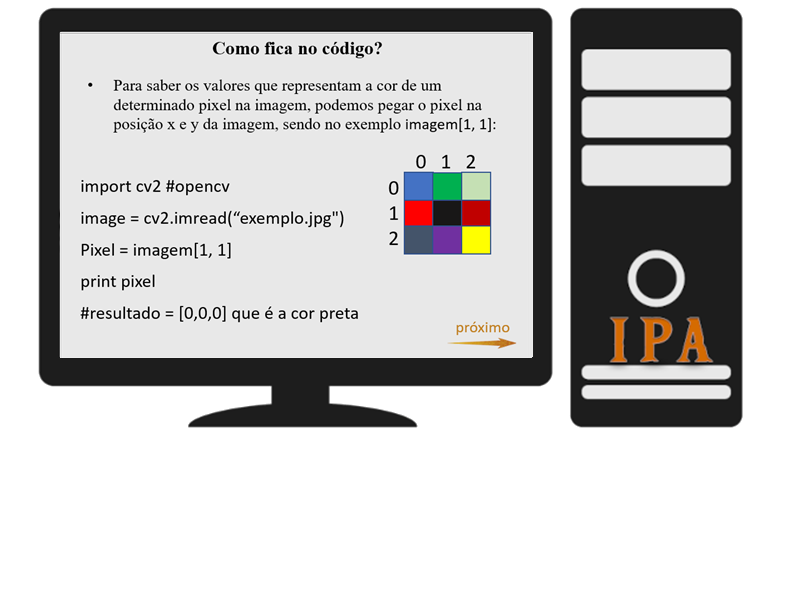 Como fica no código?
• Para saber os valores que representam a cor de um
determinado pixel na imagem, podemos pegar o pixel na
posição x e y da imagem, sendo no exemplo imagem[1, 1]:
0 1 2
0
1
2
import cv2 #opencv
image = cv2.imread(“exemplo.jpg")
Pixel = imagem[1, 1]
print pixel
#resultado = [0,0,0] que é a cor preta
próximo
IPA